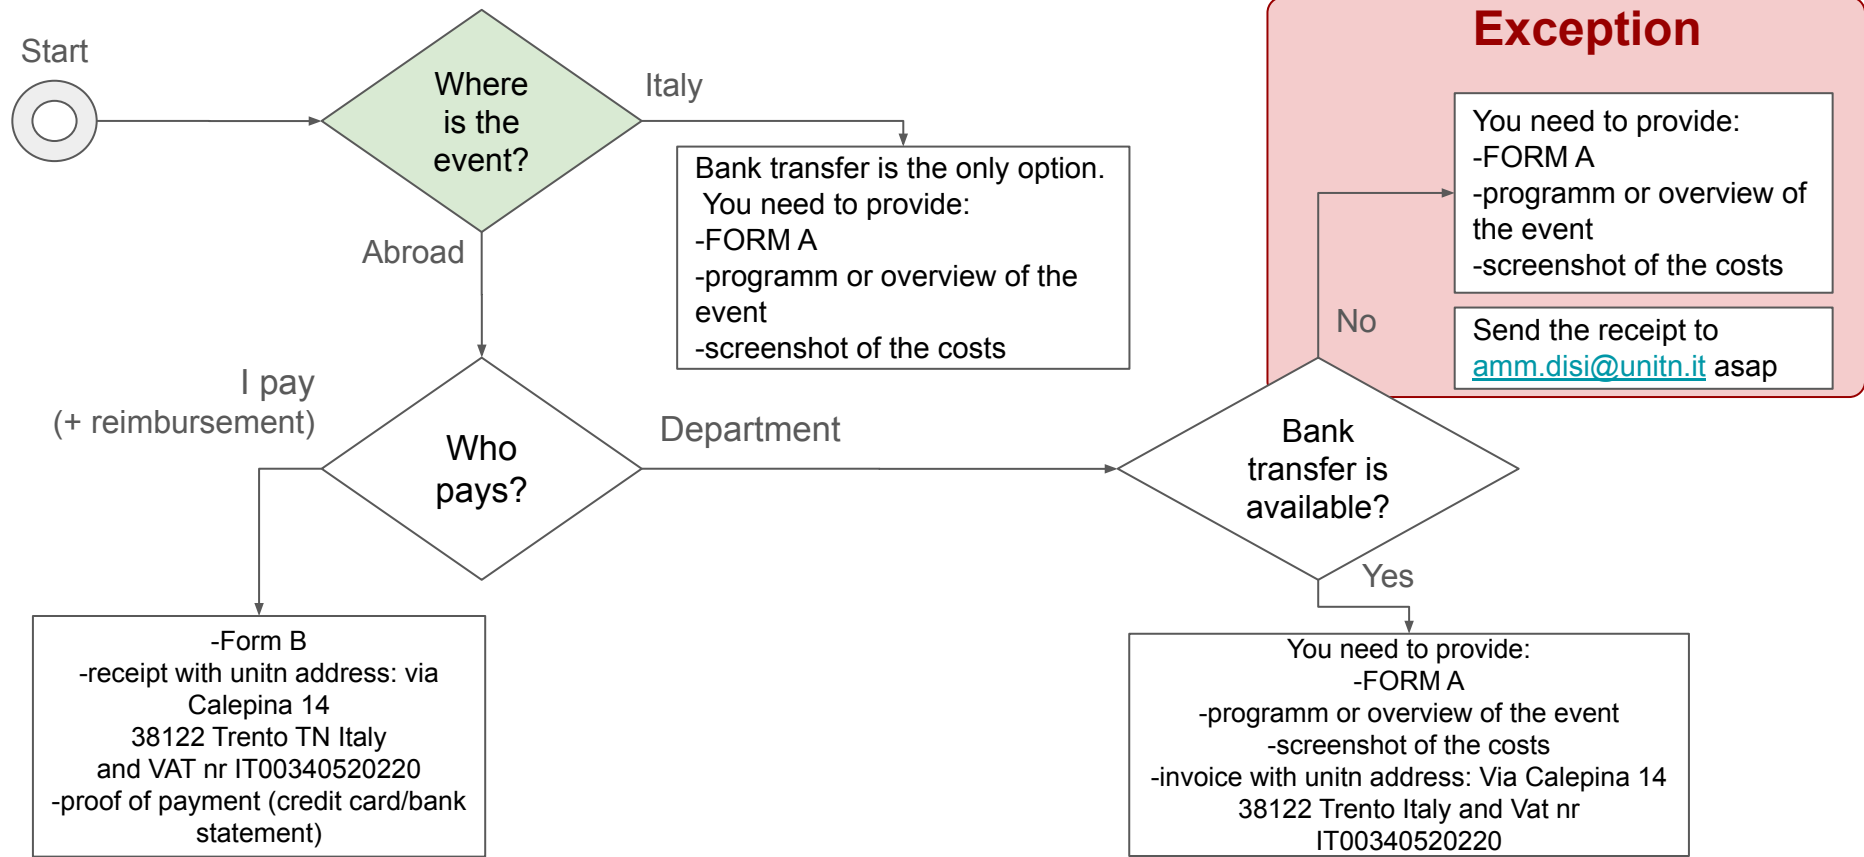 Start
Where
is the
event?
Italy
Abroad
Bank transfer is the only option.
You need to provide:
-FORM A
-programm or overview of the
event
-screenshot of the costs
Exception
You need to provide:
-FORM A
-programm or overview of
the event
-screenshot of the costs
Send the receipt to
amm.disi@unitn.it asap
No
I pay
(+ reimbursement)
Who
pays?
Department
Bank
transfer is
available?
Yes
-Form B
-receipt with unitn address: via
Calepina 14
38122 Trento TN Italy
and VAT nr IT00340520220
-proof of payment (credit card/bank
statement)
You need to provide:
-FORM A
-programm or overview of the event
-screenshot of the costs
-invoice with unitn address: Via Calepina 14
38122 Trento Italy and Vat nr
IT00340520220